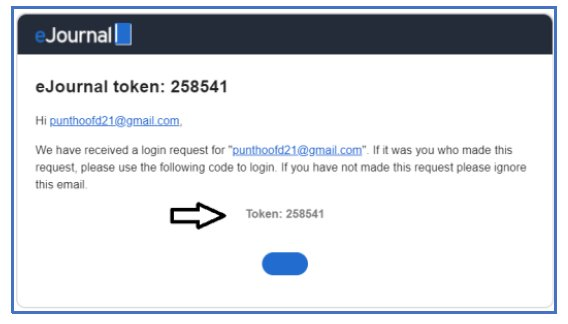 eJournal
eJournal token: 258541
Hi punthoofd21@gmail.com,
We have received a login request for "punthoofd21@gmail.com". If it was you who made this
request, please use the following code to login. If you have not made this request please ignore
this email.
Token: 258541